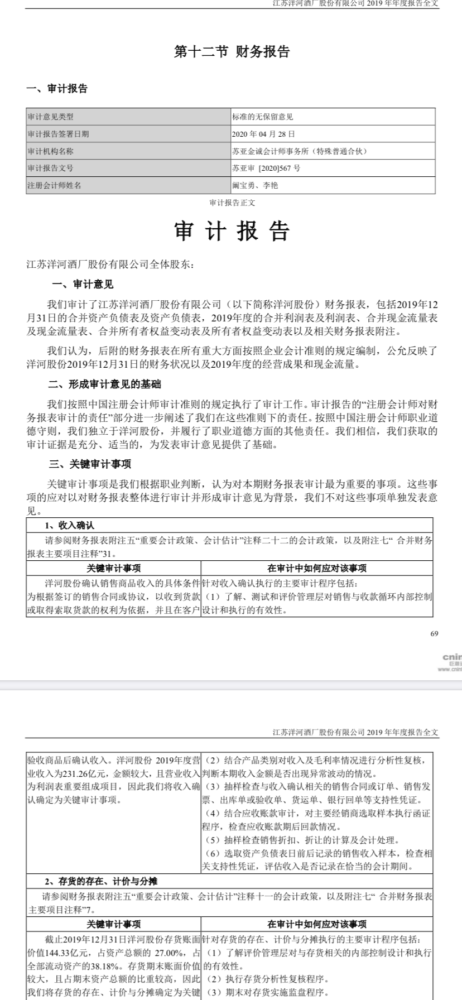 江苏洋河酒厂股份有限公司 2019 年年度报告全文
第十二节 财务报告
一、审计报告
审计意见类型 标准的无保留意见
审计报告签署日期 2020 年 04 月 28 日
审计机构名称 苏亚金诚会计师事务所（特殊普通合伙）
审计报告文号 苏亚审 [2020]567 号
注册会计师姓名 阚宝勇、李艳
审计报告正文
审 计 报 告
江苏洋河酒厂股份有限公司全体股东：
一、审计意见
我们审计了江苏洋河酒厂股份有限公司（以下简称洋河股份）财务报表，包括2019年12
月31日的合并资产负债表及资产负债表，2019年度的合并利润表及利润表、合并现金流量表
及现金流量表、合并所有者权益变动表及所有者权益变动表以及相关财务报表附注。
我们认为，后附的财务报表在所有重大方面按照企业会计准则的规定编制，公允反映了
洋河股份2019年12月31日的财务状况以及2019年度的经营成果和现金流量。
二、形成审计意见的基础
我们按照中国注册会计师审计准则的规定执行了审计工作。审计报告的“注册会计师对财
务报表审计的责任”部分进一步阐述了我们在这些准则下的责任。按照中国注册会计师职业道
德守则，我们独立于洋河股份，并履行了职业道德方面的其他责任。我们相信，我们获取的
审计证据是充分、适当的，为发表审计意见提供了基础。
三、关键审计事项
关键审计事项是我们根据职业判断，认为对本期财务报表审计最为重要的事项。这些事
项的应对以对财务报表整体进行审计并形成审计意见为背景，我们不对这些事项单独发表意
见。
1、收入确认
请参阅财务报表附注五“重要会计政策、会计估计”注释二十二的会计政策，以及附注七“ 合并财务
报表主要项目注释”31。
关键审计事项 在审计中如何应对该事项
洋河股份确认销售商品收入的具体条件
为根据签订的销售合同或协议，以收到货款
或取得索取货款的权利为依据，并且在客户
针对收入确认执行的主要审计程序包括：
（1）了解、测试和评价管理层对销售与收款循环内部控制
设计和执行的有效性。
69
cnin
巨潮
www.cnin
江苏洋河酒厂股份有限公司 2019 年年度报告全文
验收商品后确认收入。洋河股份 2019年度营
业收入为231.26亿元，金额较大，且营业收入
为利润表重要组成项目，因此我们将收入确
认确定为关键审计事项。
（2）结合产品类别对收入及毛利率情况进行分析性复核，
判断本期收入金额是否出现异常波动的情况。
（3）抽样检查与收入确认相关的销售合同或订单、销售发
票、出库单或验收单、货运单、银行回单等支持性凭证。
（4）结合应收账款审计，对主要经销商选取样本执行函证
程序，检查应收账款期后回款情况。
（5）抽样检查销售折扣、折让的计算及会计处理。
（6）选取资产负债表日前后记录的销售收入样本，检查相
关支持性凭证，评估收入是否记录在恰当的会计期间。
2、存货的存在、计价与分摊
请参阅财务报表附注五“重要会计政策、会计估计”注释十一的会计政策，以及附注七“ 合并财务报表
主要项目注释”7。
关键审计事项 在审计中如何应对该事项
截止2019年12月31日洋河股份存货账面
价值144.33亿元，占资产总额的 27.00%，占
全部流动资产的38.18%。存货期末账面价值
较大，且占期末资产总额的比重较高，因此
我们将存货的存在、计价与分摊确定为关键
针对存货的存在、计价与分摊执行的主要审计程序包括：
（1）了解评价管理层对与存货相关的内部控制设计和执行
的有效性。
（2）执行存货分析性复核程序。
（3）期末对存货实施监盘程序。